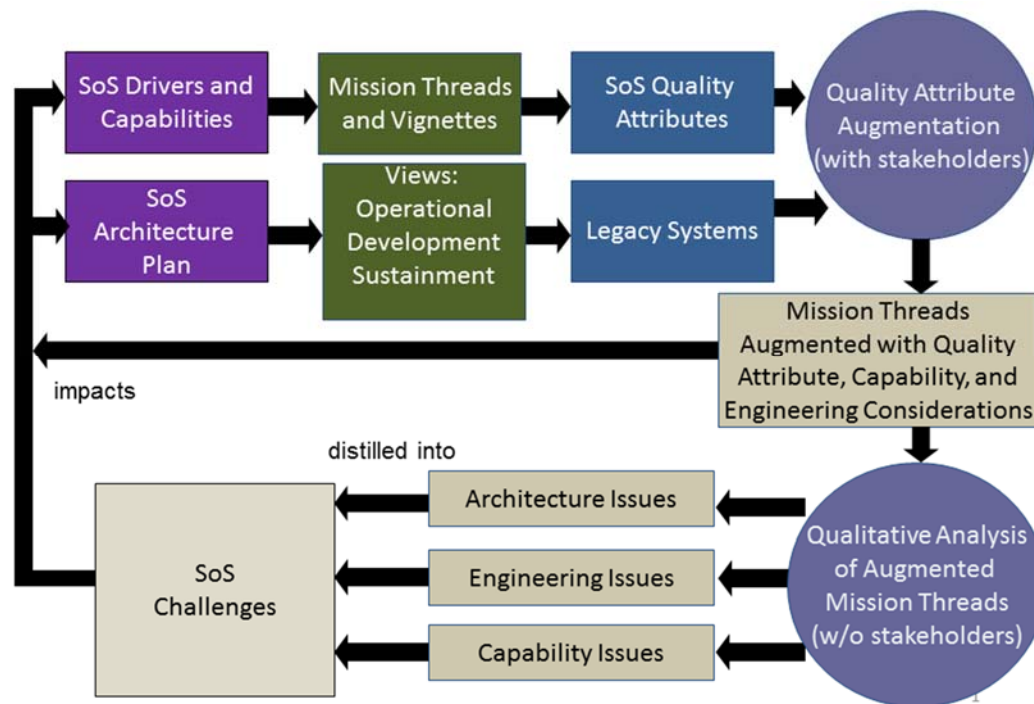 SoS Drivers and
Capabilities
Mission Threads
and Vignettes
SoS Quality
Attributes
Quality Attribute
Augmentation
(with stakeholders)
SoS
Architecture
Plan
Views:
Operational
Development
Sustainment
Legacy Systems
Mission Threads
Augmented with Quality
Attribute, Capability, and
Engineering Considerations
impacts
distilled into
SoS
Challenges
Architecture Issues
Engineering Issues
Capability Issues
Qualitative Analysis
of Augmented
Mission Threads
(w/o stakeholders)
1